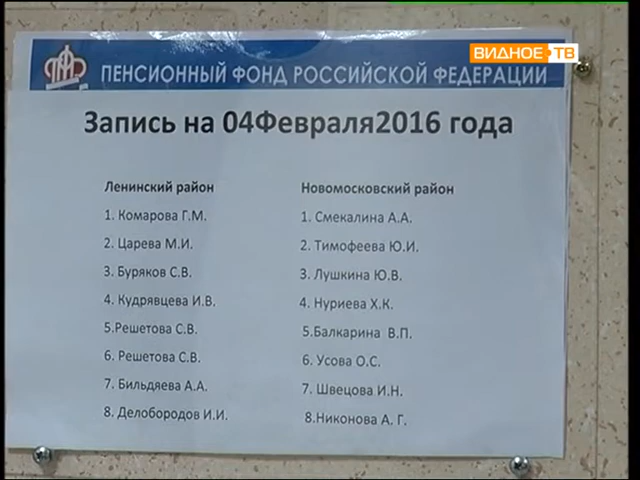 ВИДНОЕ ТВ
ПЕНСИОННЫЙ ФОНД РОССИЙСКОЙ ФЕДЕРАЦИИ
Запись на 04Февраля2016 года
Ленинский район
1. Комарова Г.М.
2. Царева М.И.
3. Буряков С.В.
4. Кудрявцева И.В.
5.Решетова С.В.
6. Решетова С.В.
7. Бильдяева А.А.
8. Делобородов И.И.
Новомосковский район
1. Смекалина А.А.
2. Тимофеева Ю.И.
3. Лушкина Ю.В.
4. Нуриева Х.К.
5.Балкарина В.П.
6. Усова О.С.
7. Швецова И.Н.
8.Никонова А. Г.